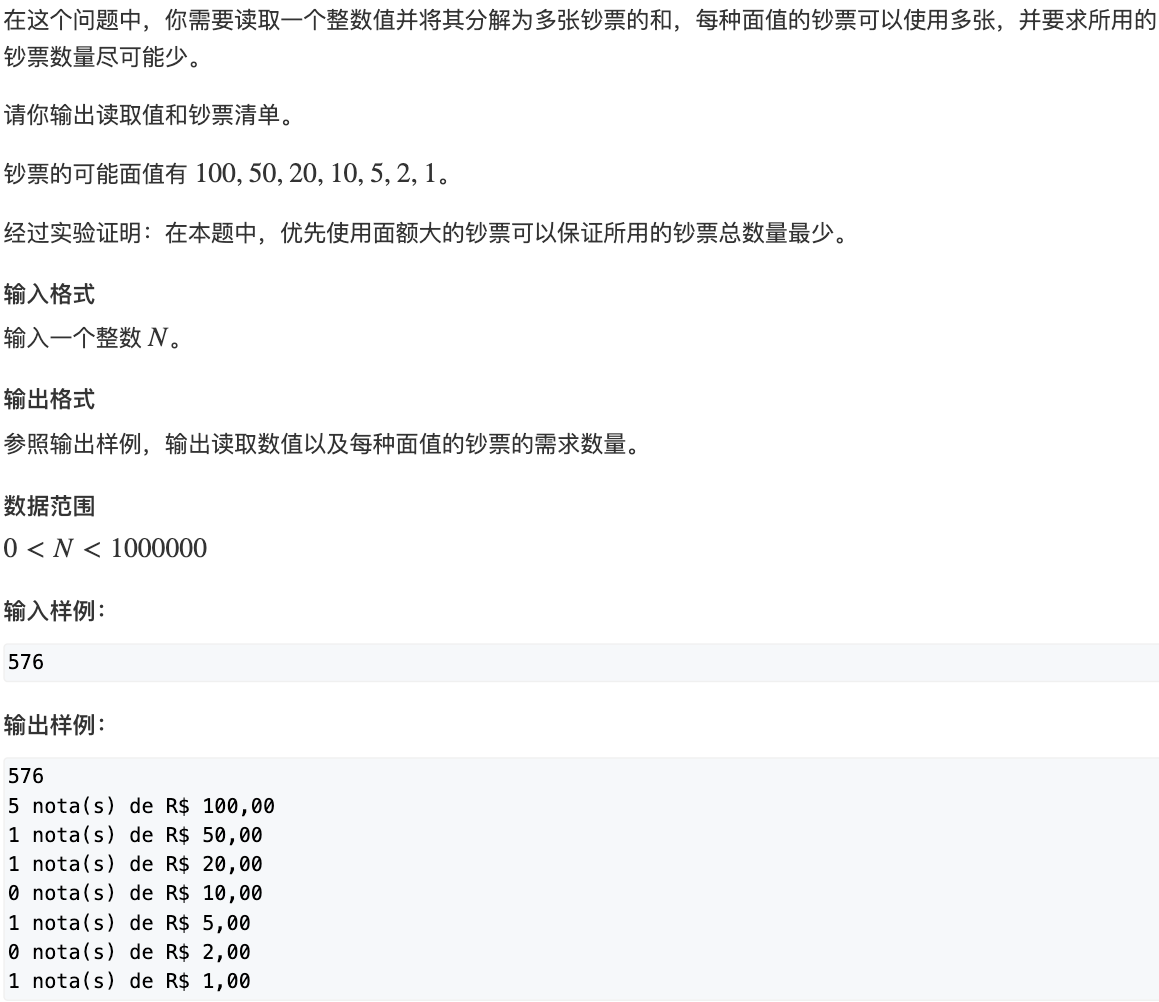 在这个问题中，你需要读取一个整数值并将其分解为多张钞票的和，每种面值的钞票可以使用多张，并要求所用的
钞票数量尽可能少。
请你输出读取值和钞票清单。
钞票的可能面值有 100, 50, 20, 10, 5, 2, 1。
经过实验证明：在本题中，优先使用面额大的钞票可以保证所用的钞票总数量最少。
输入格式
输入一个整数 N。
输出格式
参照输出样例，输出读取数值以及每种面值的钞票的需求数量。
数据范围
0 < N < 1000000
输入样例：
576
输出样例：
576
5 nota(s) de R$ 100,00
1 nota(s) de R$ 50,00
1 nota(s) de R$ 20,00
0 nota(s) de R$ 10,00
1 nota(s) de R$ 5,00
0 nota(s) de R$ 2,00
1 nota(s) de R$ 1,00